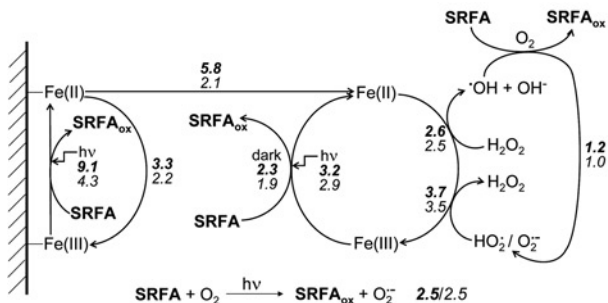 SRFA SRFAox
O2
5.8
Fe(II) 2.1 Fe(II) •OH + OH-
SRFAox SRFAox 2.6
2.5 H2O2
hν 3.3 dark hν 1.2
9.1 2.2 2.3 3.2 3.7 H2O2 1.0
4.3 1.9 2.9 3.5
SRFA SRFA
Fe(III) Fe(III) HO2•/ O2•-
SRFA + O2 hν SRFAox + O2•- 2.5/2.5